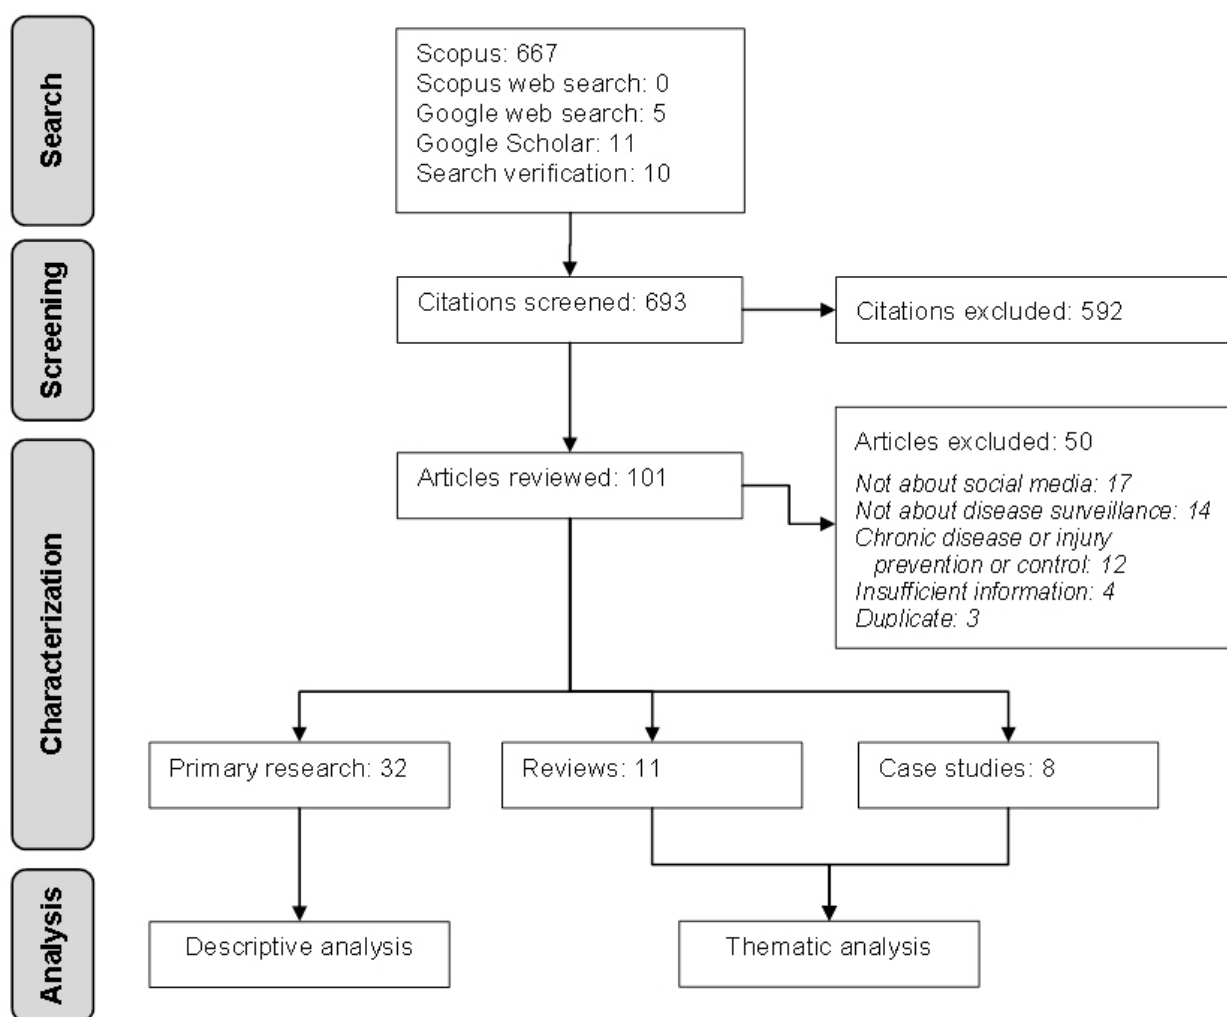 Search
Scopus: 667
Scopus web search: 0
Google web search: 5
Google Scholar: 11
Search verification: 10
Screening
Citations screened: 693
Citations excluded: 592
Characterization
Articles reviewed: 101
Articles excluded: 50
Not about social media: 17
Not about disease surveillance: 14
Chronic disease or injury
prevention or control: 12
Insufficient information: 4
Duplicate: 3
Primary research: 32
Reviews: 11
Case studies: 8
Analysis
Descriptive analysis
Thematic analysis